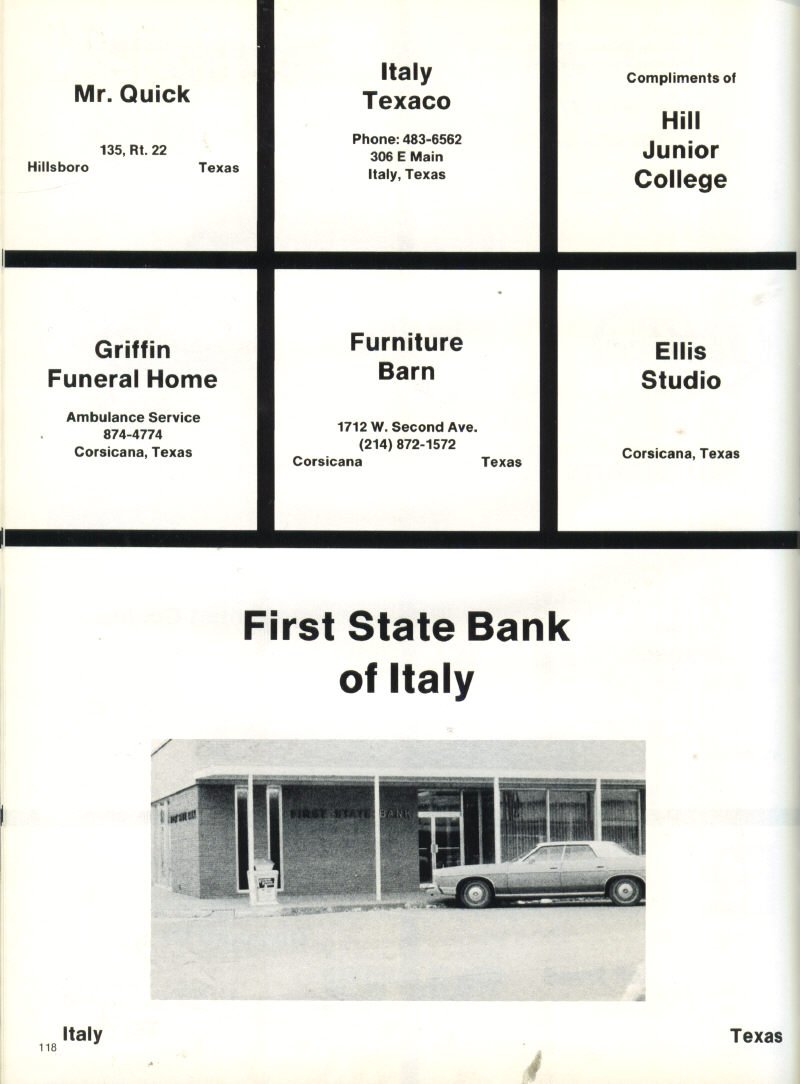 Mr. Quick
135, Rt. 22
Hillsboro Texas
Italy
Texaco
Phone: 483-6562
306 E Main
Italy, Texas
Compliments of
Hill
Junior
College
Griffin
Funeral Home
Ambulance Service
874-4774
Corsicana, Texas
Furniture
Barn
1712 W. Second Ave.
(214) 872-1572
Corsicana Texas
Ellis
Studio
Corsicana, Texas
First State Bank
of Italy
FIRST STATE BANK
Italy Texas
118